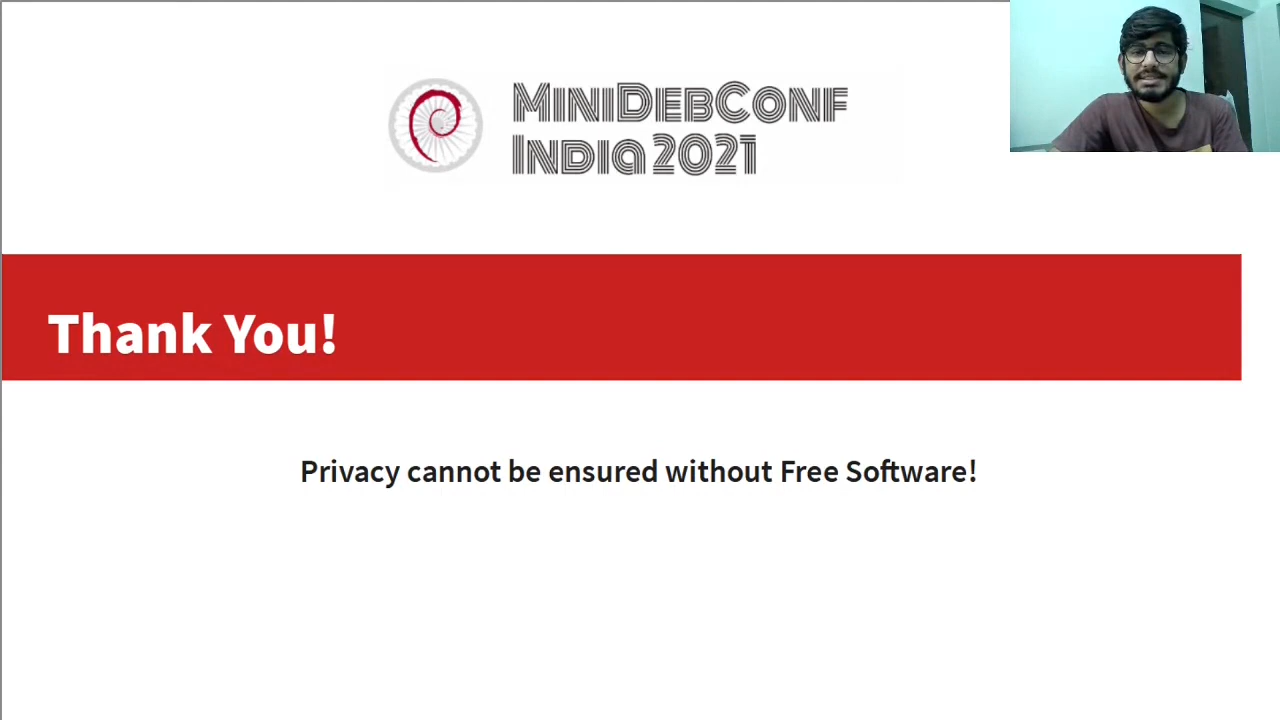 MiniDebConf
India 2021
Thank You!
Privacy cannot be ensured without Free Software!